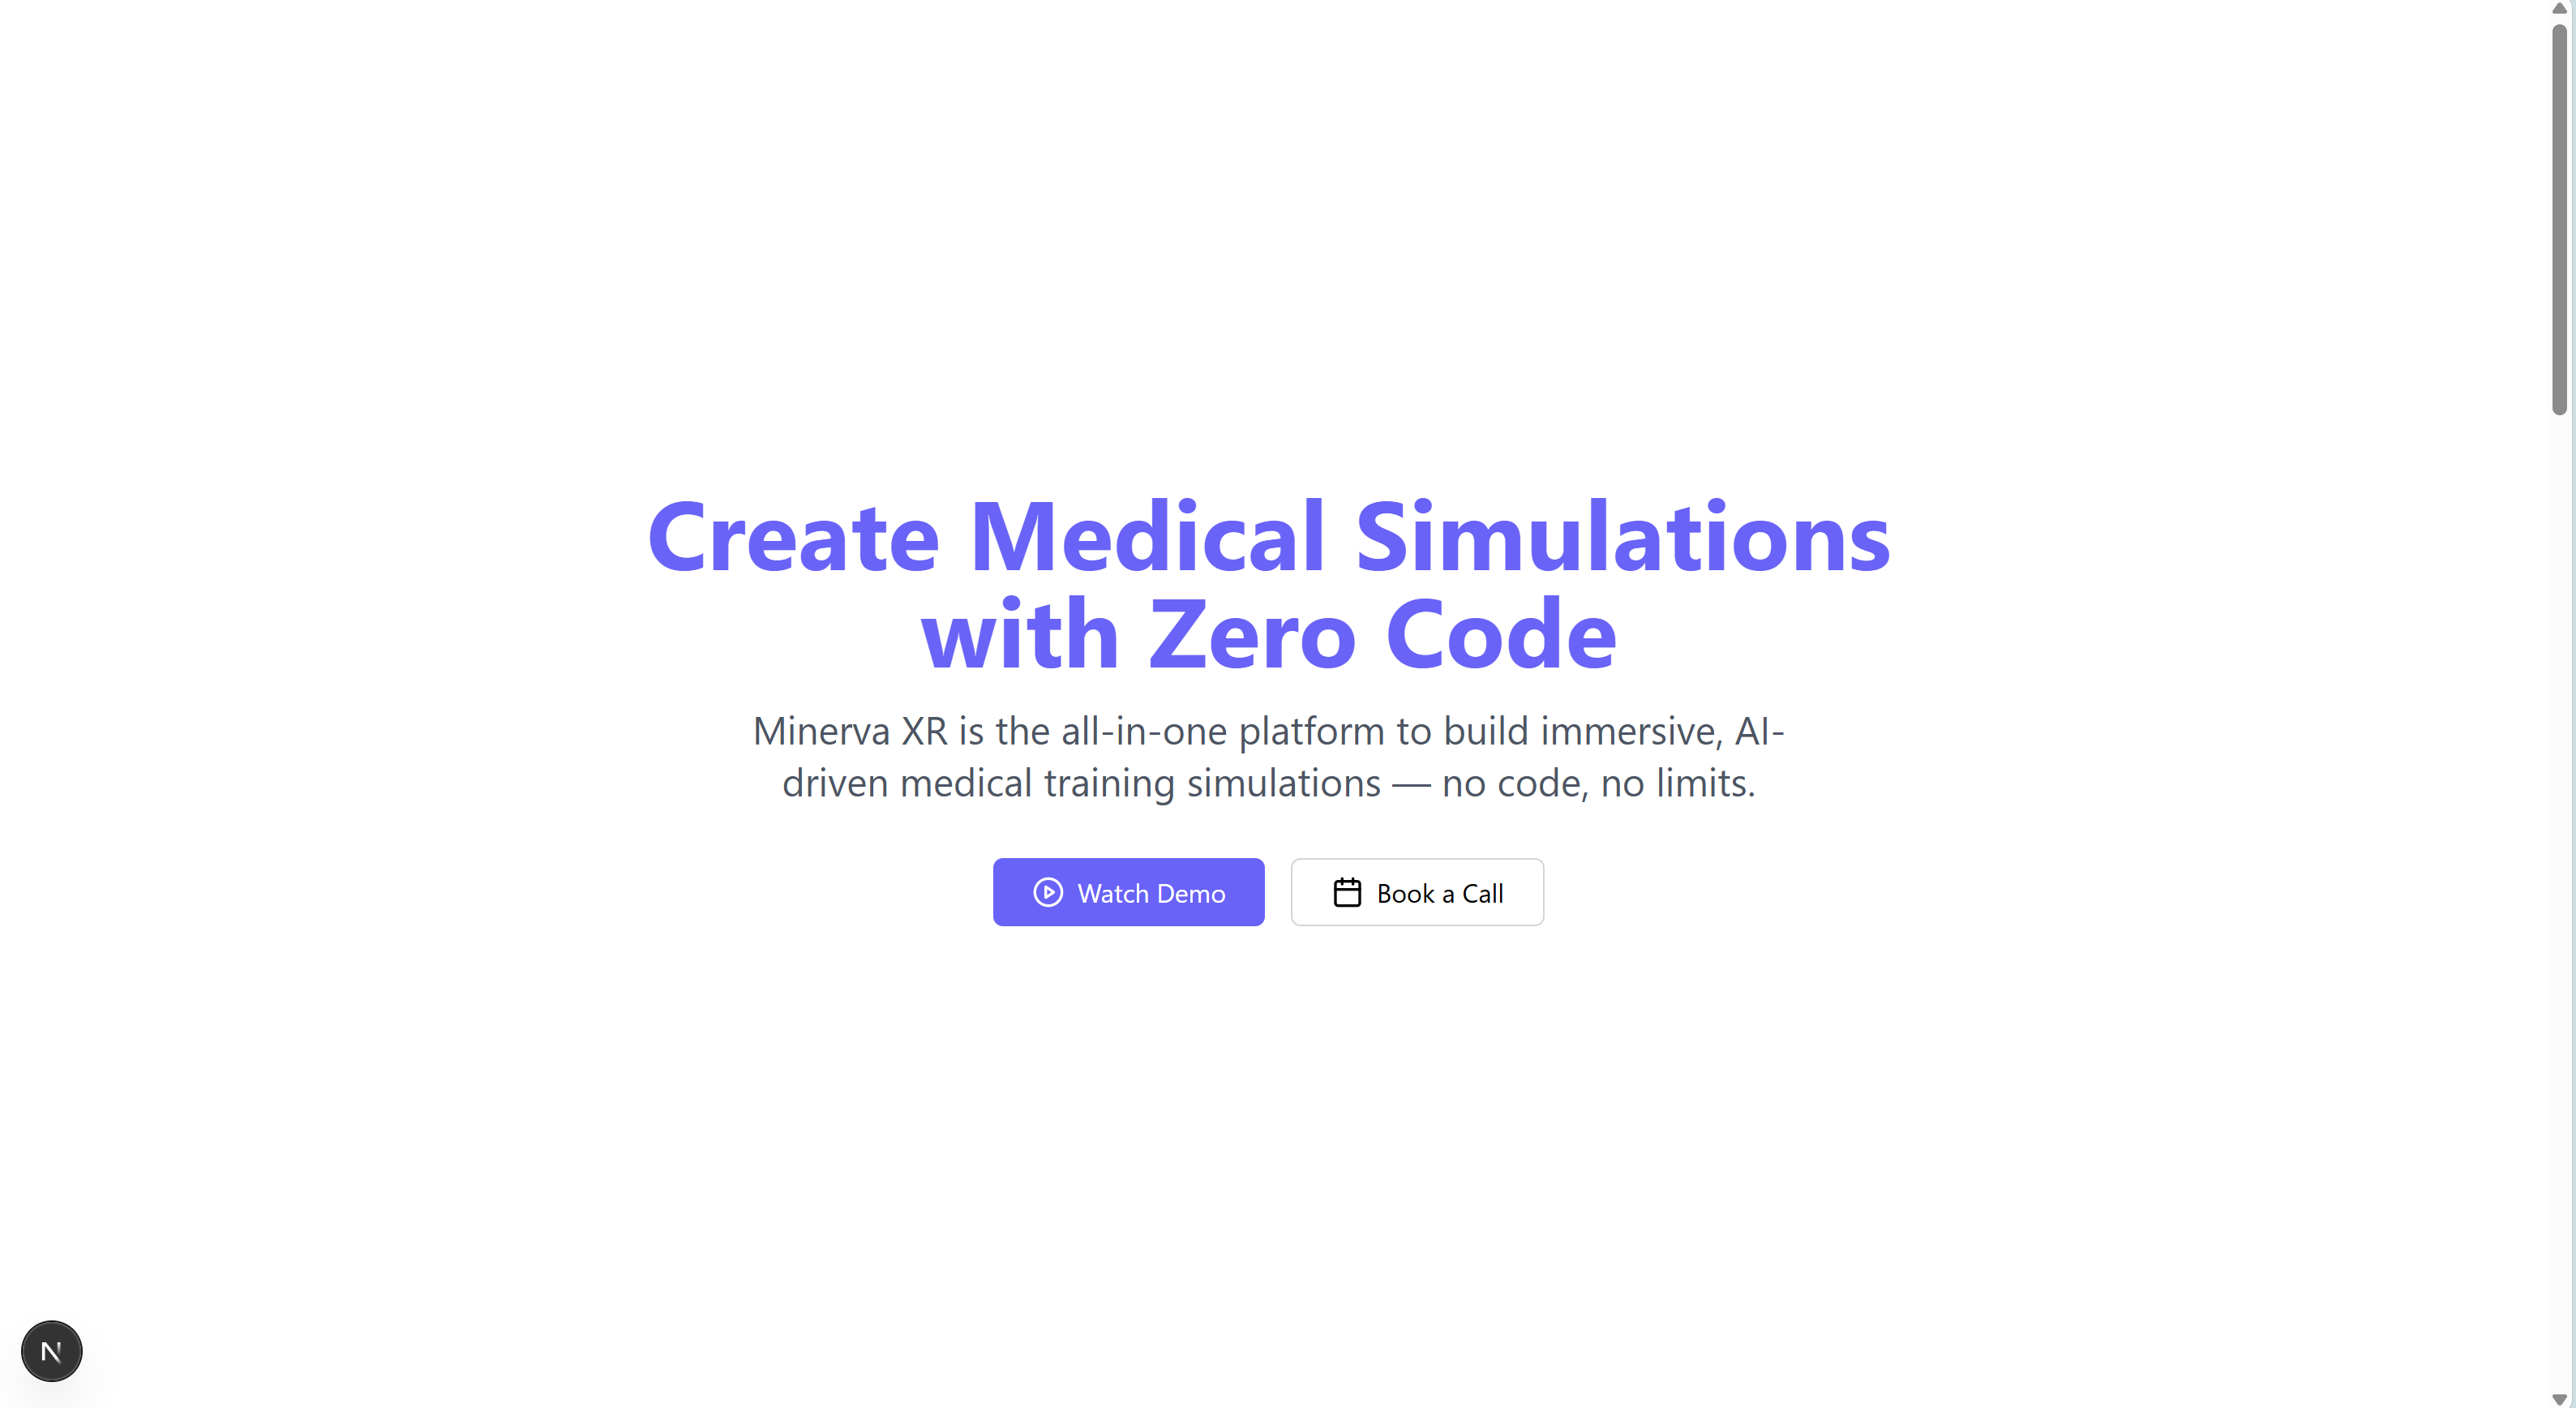 Create Medical Simulations
with Zero Code
Minerva XR is the all-in-one platform to build immersive, AI-
driven medical training simulations — no code, no limits.
Watch Demo
Book a Call
N